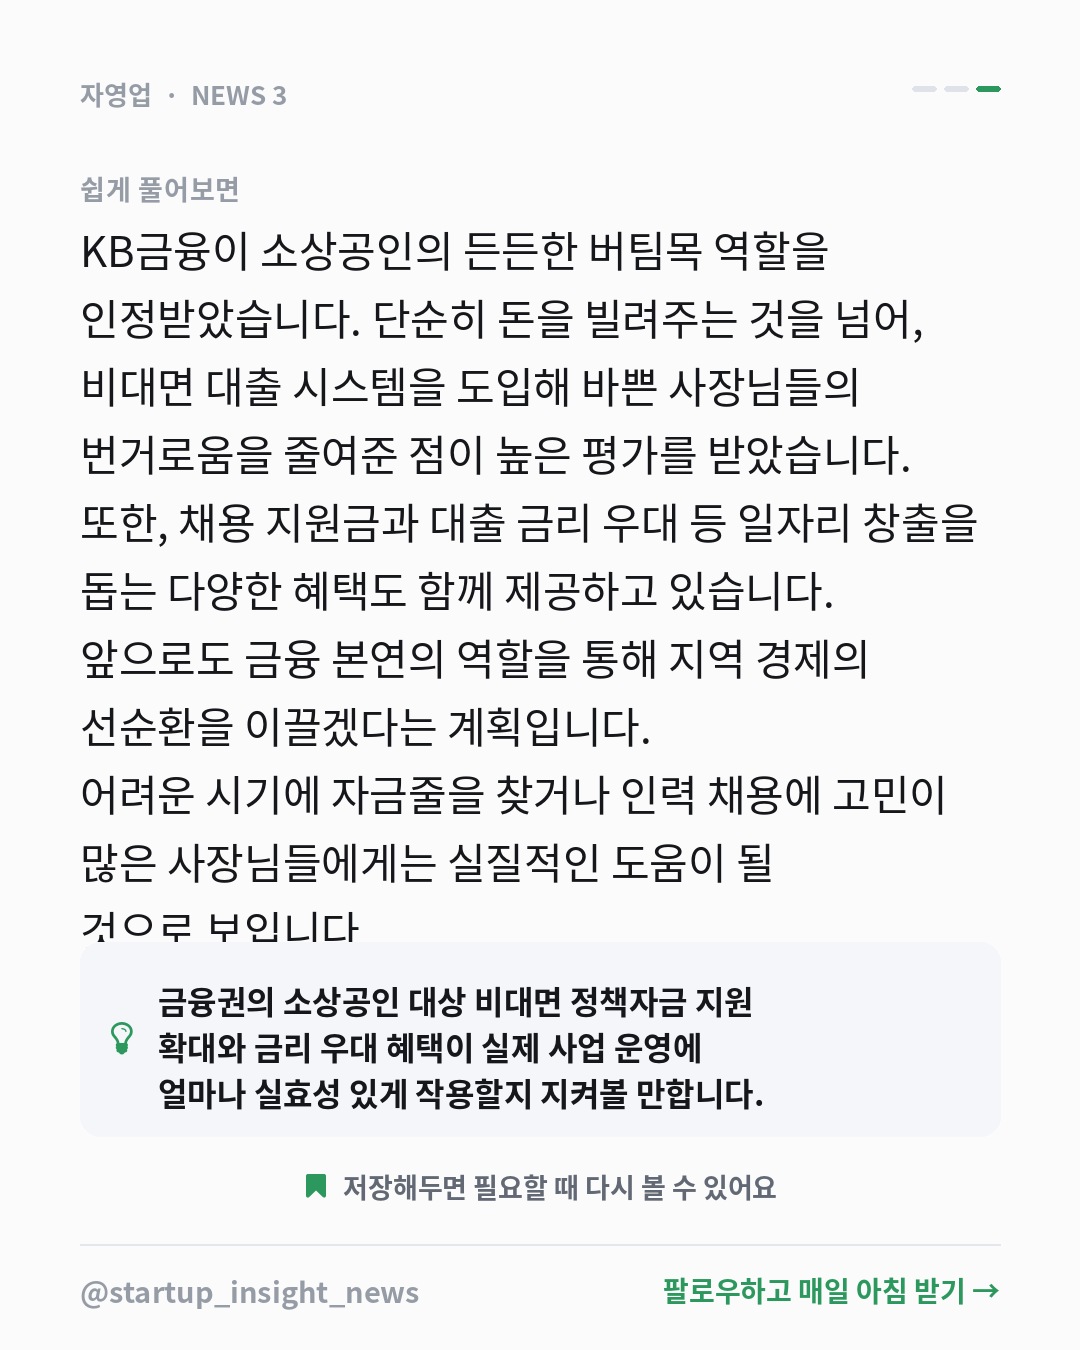 자영업 · NEWS 3
쉽게 풀어보면
KB금융이 소상공인의 든든한 버팀목 역할을
인정받았습니다. 단순히 돈을 빌려주는 것을 넘어,
비대면 대출 시스템을 도입해 바쁜 사장님들의
번거로움을 줄여준 점이 높은 평가를 받았습니다.
또한, 채용 지원금과 대출 금리 우대 등 일자리 창출을
돕는 다양한 혜택도 함께 제공하고 있습니다.
앞으로도 금융 본연의 역할을 통해 지역 경제의
선순환을 이끌겠다는 계획입니다.
어려운 시기에 자금줄을 찾거나 인력 채용에 고민이
많은 사장님들에게는 실질적인 도움이 될
것으로 보입니다
금융권의 소상공인 대상 비대면 정책자금 지원
확대와 금리 우대 혜택이 실제 사업 운영에
얼마나 실효성 있게 작용할지 지켜볼 만합니다.
저장해두면 필요할 때 다시 볼 수 있어요
@startup_insight_news
팔로우하고 매일 아침 받기 →